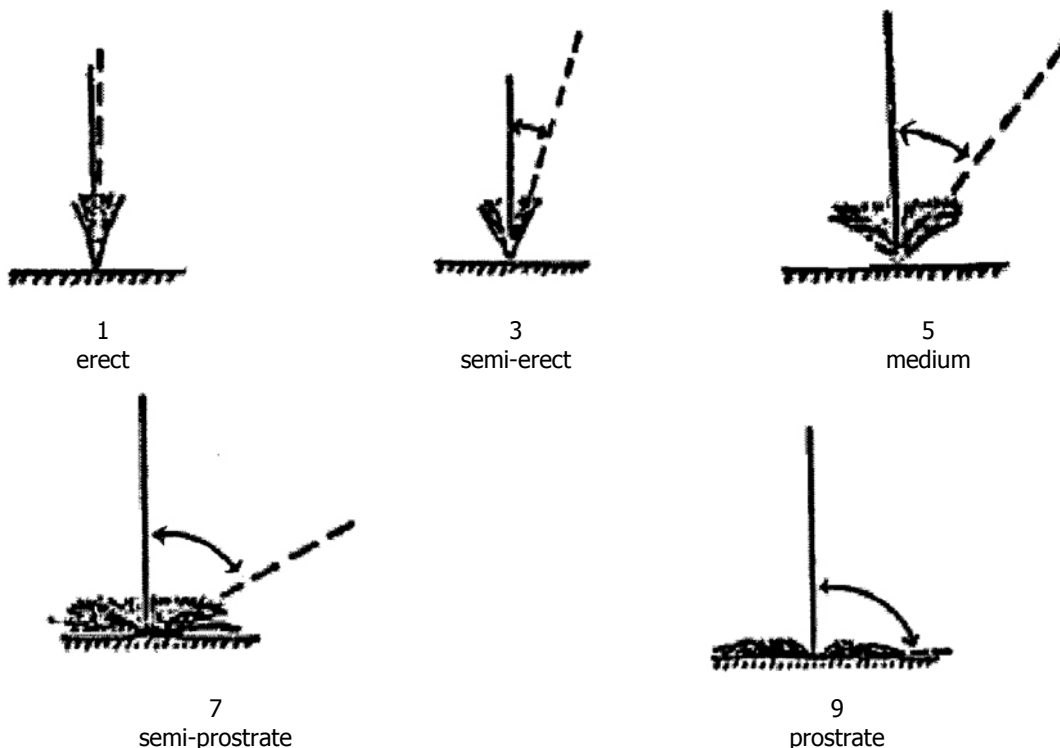 1
erect
3
semi-erect
5
medium
7
semi-prostrate
9
prostrate